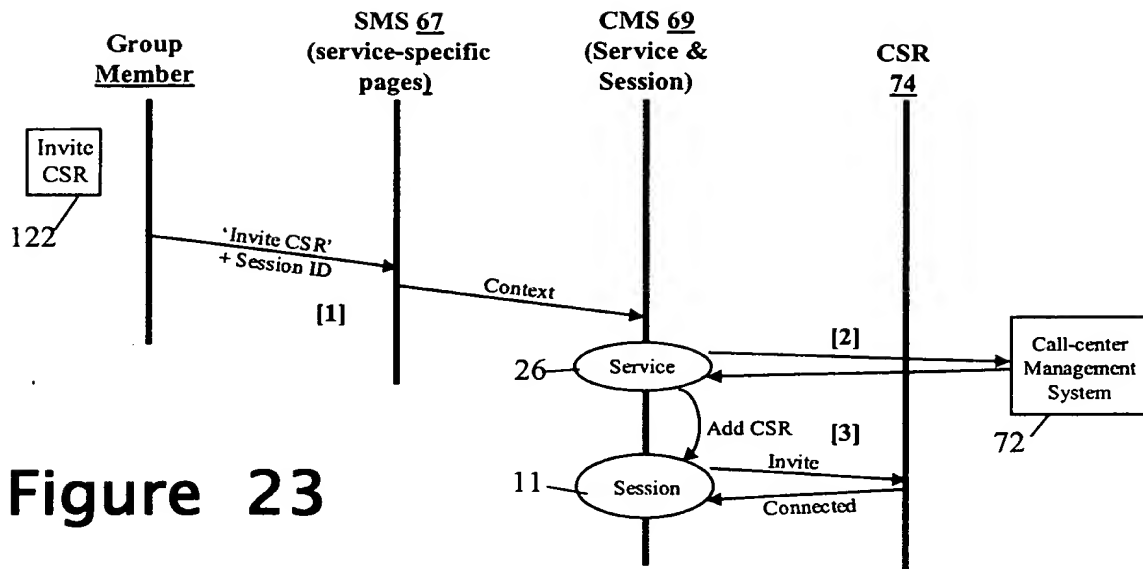 Group
Member
SMS 67
(service-specific
pages)
CMS 69
(Service &
Session)
CSR
74
Invite
CSR
122
'Invite CSR'
+ Session ID
[1]
Context
[2]
Service
26
Call-center
Management
System
72
Add CSR
[3]
Invite
Session
11
Connected
Figure 23